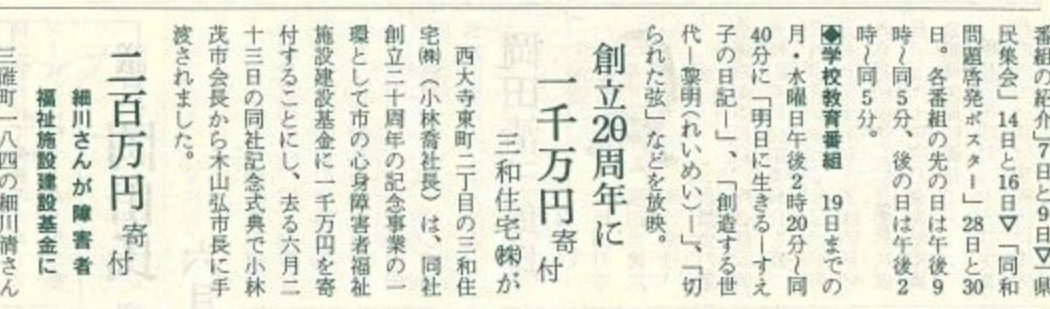 番組の紹介」7日と9日▽「県
民集会」14日と16日▽「同和
問題啓発ポスター」28日と30
日。各番組の先の日は午後9
時〜同5分、後の日は午後2
時〜同5分。
◆学校教育番組 19日までの
月・水曜日午後2時20分〜同
40分に「明日に生きる―すえ
子の日記―」、「創造する世
代―黎明(れいめい)―」、「切
られた弦」などを放映。
創立20周年に
一千万円寄付
三和住宅㈱が
西大寺東町二丁目の三和住
宅㈱(小林喬社長)は、同社
創立二十周年の記念事業の一
環として市の心身障害者福祉
施設建設基金に一千万円を寄
付することにし、去る六月二
十三日の同社記念式典で小林
茂市会長から木山弘市長に手
渡されました。
二百万円寄付
細川さんが障害者
福祉施設建設基金に
三碓町一八四の細川清さん